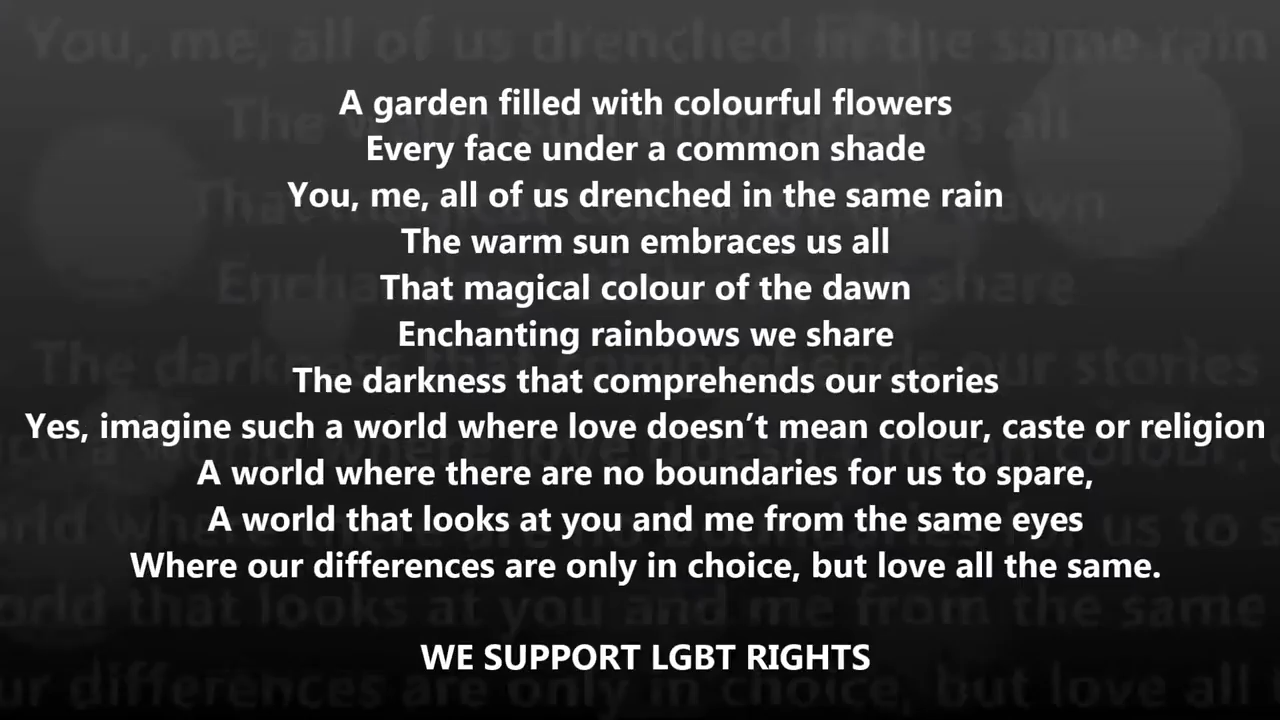 A garden filled with colourful flowers
Every face under a common shade
You, me, all of us drenched in the same rain
The warm sun embraces us all
That magical colour of the dawn
Enchanting rainbows we share
The darkness that comprehends our stories
Yes, imagine such a world where love doesn’t mean colour, caste or religion
A world where there are no boundaries for us to spare,
A world that looks at you and me from the same eyes
Where our differences are only in choice, but love all the same.
WE SUPPORT LGBT RIGHTS